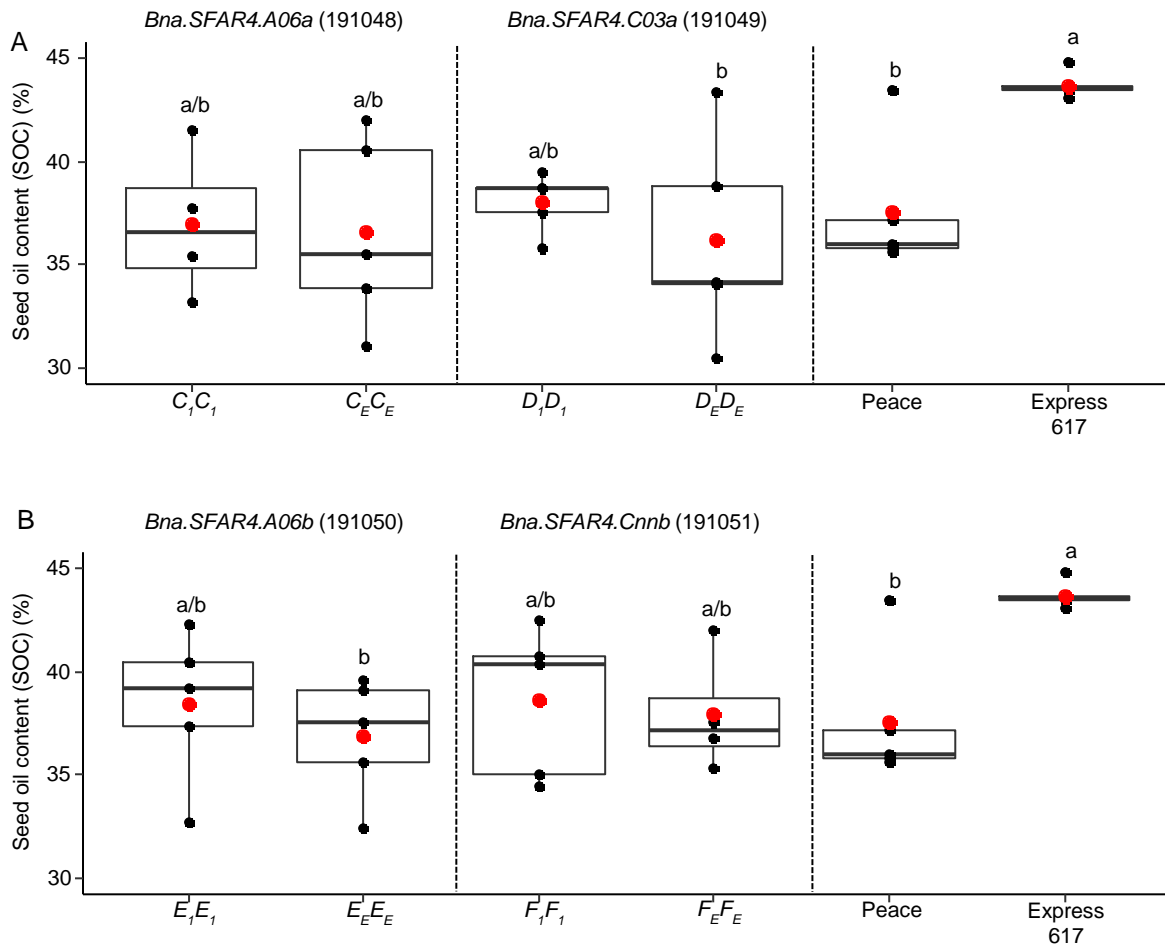 Bna.SFAR4.A06a (191048)
Bna.SFAR4.C03a (191049)
A
Seed oil content (SOC) (%)
45
40
35
30
a/b
a/b
a/b
b
b
a
C1C1
CECE
D1D1
DEDE
Peace
Express
617
B
Bna.SFAR4.A06b (191050)
Bna.SFAR4.Cnnb (191051)
Seed oil content (SOC) (%)
45
40
35
30
a/b
b
a/b
a/b
b
a
E1E1
EEEE
F1F1
FEFE
Peace
Express
617